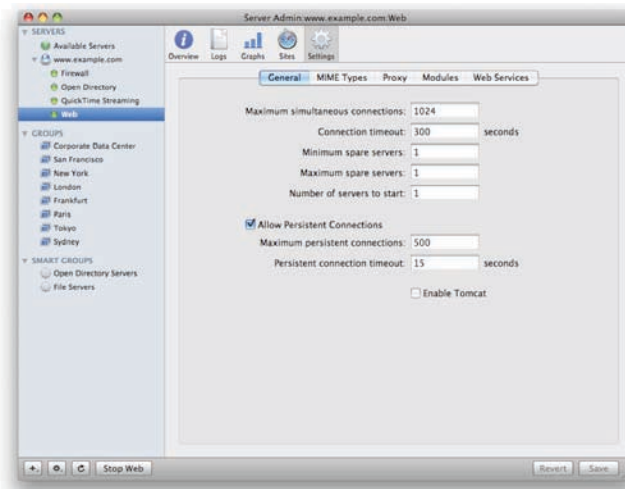 Server Admin:www.example.com:Web
SERVERS
Available Servers
www.example.com
Firewall
Open Directory
QuickTime Streaming
Web
GROUPS
Corporate Data Center
San Francisco
New York
London
Frankfurt
Paris
Tokyo
Sydney
SMART GROUPS
Open Directory Servers
File Servers
Overview Logs Graphs Sites Settings
General MIME Types Proxy Modules Web Services
Maximum simultaneous connections: 1024
Connection timeout: 300 seconds
Minimum spare servers: 1
Maximum spare servers: 1
Number of servers to start: 1
Allow Persistent Connections
Maximum persistent connections: 500
Persistent connection timeout: 15 seconds
Enable Tomcat
Stop Web Revert Save